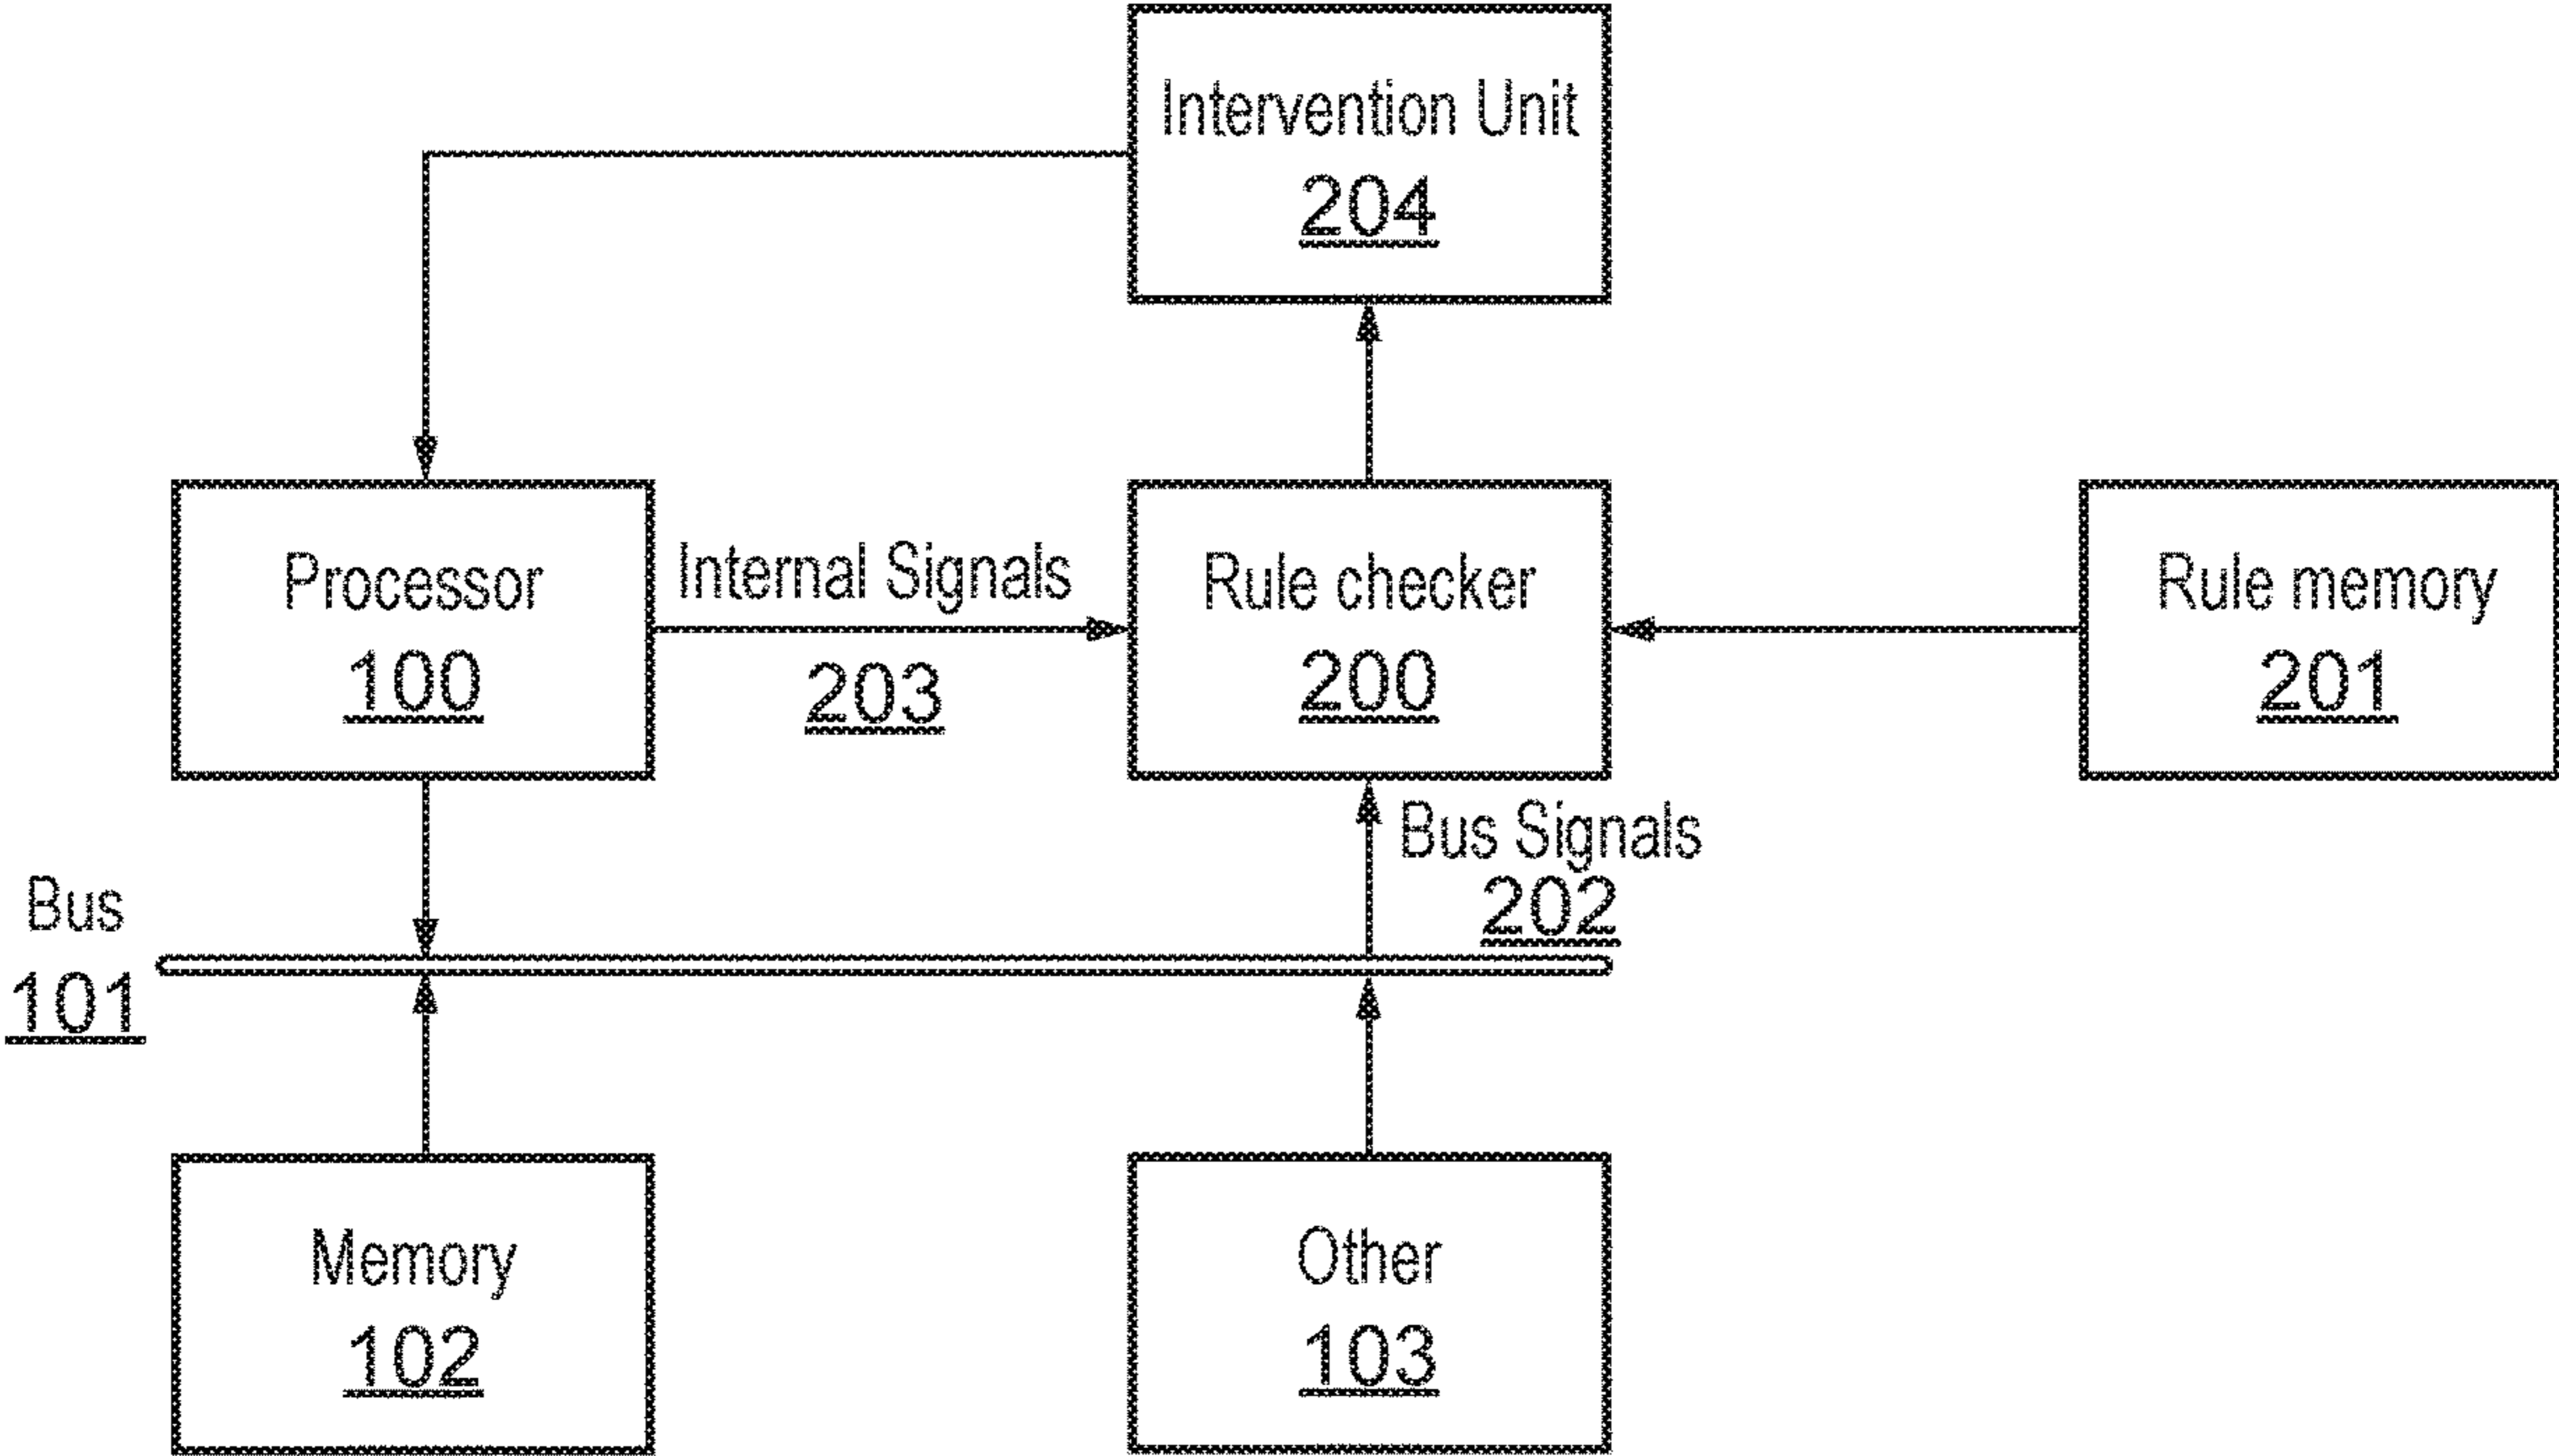 Intervention Unit
204
Processor
100
Internal Signals
203
Rule checker
200
Rule memory
201
Bus Signals
202
Bus
101
Memory
102
Other
103